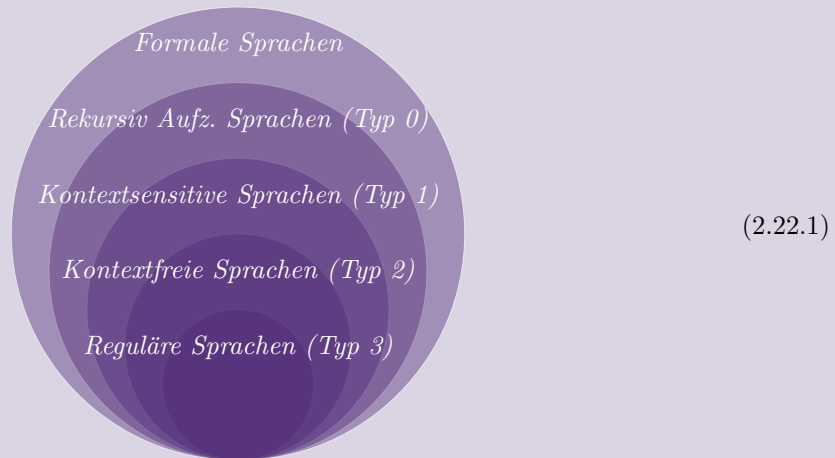 Formale Sprachen
Rekursiv Aufz. Sprachen (Typ 0)
Kontextsensitive Sprachen (Typ 1)
(2.22.1)
Kontextfreie Sprachen (Typ 2)
Reguläre Sprachen (Typ 3)